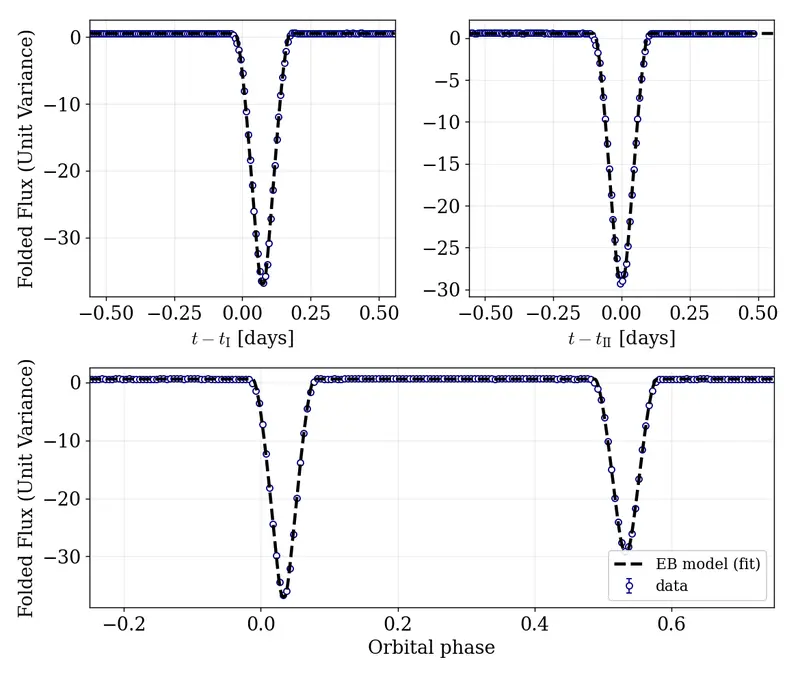 Folded Flux (Unit Variance)
0
−10
−20
−30
−0.50 −0.25 0.00 0.25 0.50
t − tI [days]
0
−5
−10
−15
−20
−25
−30
−0.50 −0.25 0.00 0.25 0.50
t − tII [days]
Folded Flux (Unit Variance)
0
−10
−20
−30
−0.2 0.0 0.2 0.4 0.6
Orbital phase
EB model (fit)
data